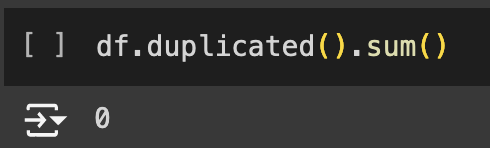 [ ] df.duplicated().sum()
0